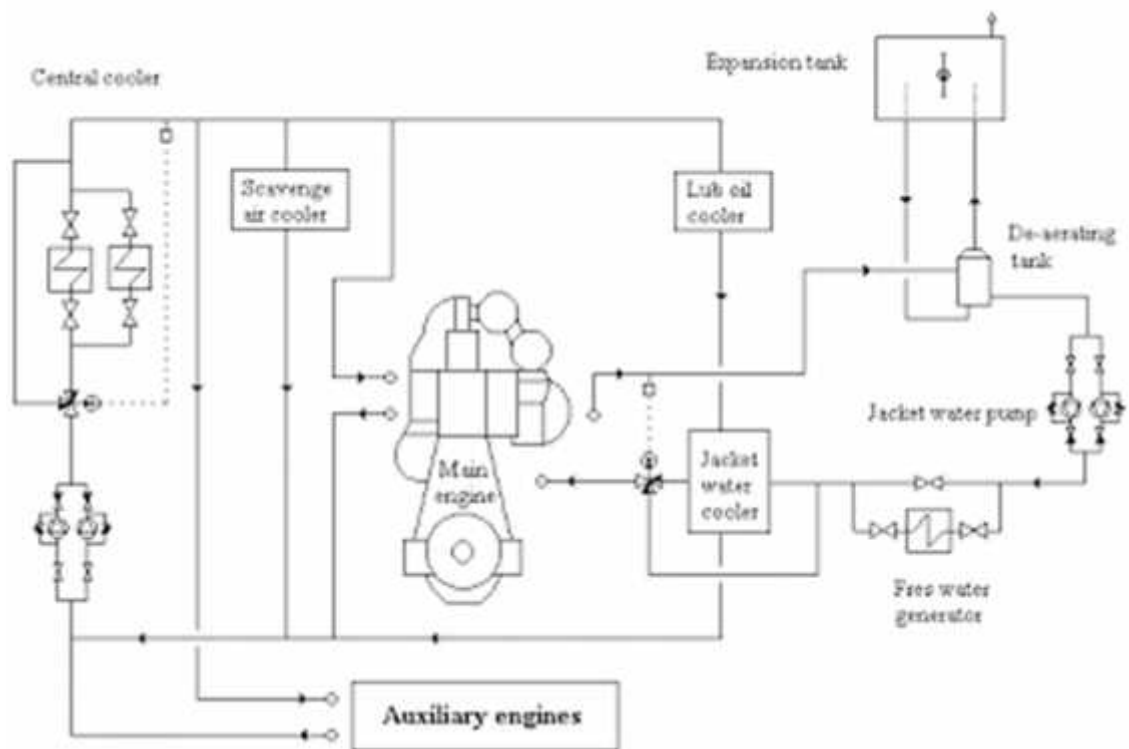 Central cooler
Expansion tank
Scavenge
air cooler
Lub oil
cooler
De-aerating
tank
Jacket water pump
Main
engine
Jacket
water
cooler
Fres water
generator
Auxiliary engines